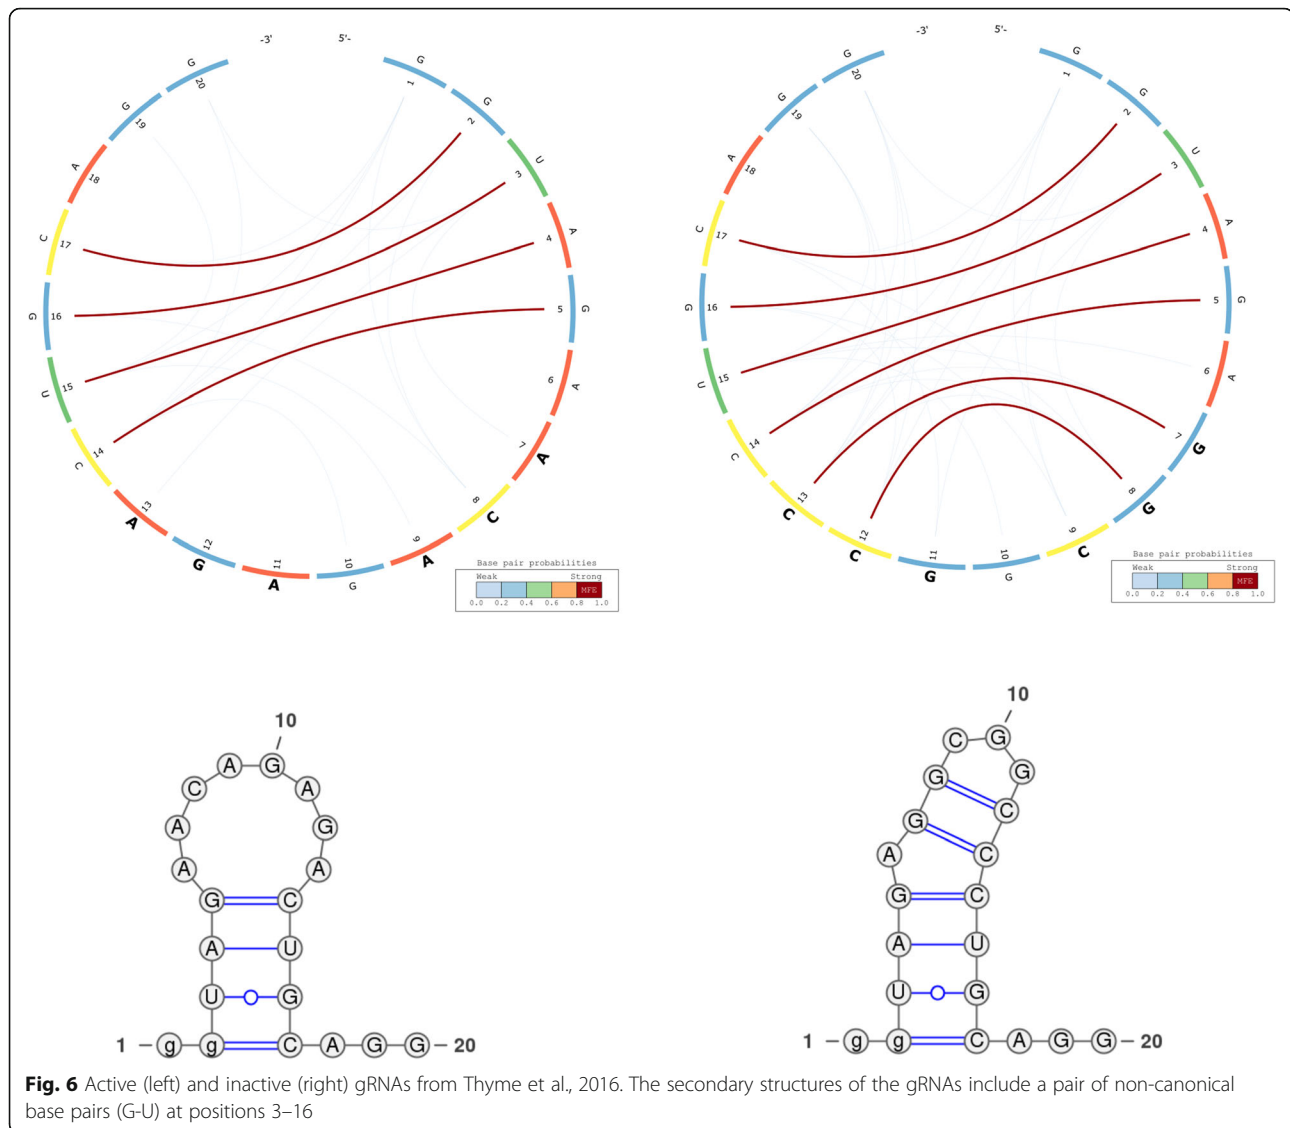 -3' 5'-
G G U A G A A C A G A G A C U G C A G G
1 2 3 4 5 6 7 8 9 10 11 12 13 14 15 16 17 18 19 20
Base pair probabilities
Weak Strong
MFE
0.0 0.2 0.4 0.6 0.8 1.0
-3' 5'-
G G U A G A G G C G G C C C U G C A G G
1 2 3 4 5 6 7 8 9 10 11 12 13 14 15 16 17 18 19 20
Base pair probabilities
Weak Strong
MFE
0.0 0.2 0.4 0.6 0.8 1.0
10
A G
C A
A G
A A
G C
A U
U G
1 g g C A G G 20
10
C G
G G
G C
A C
G C
A U
U G
1 g g C A G G 20
Fig. 6 Active (left) and inactive (right) gRNAs from Thyme et al., 2016. The secondary structures of the gRNAs include a pair of non-canonical
base pairs (G-U) at positions 3–16